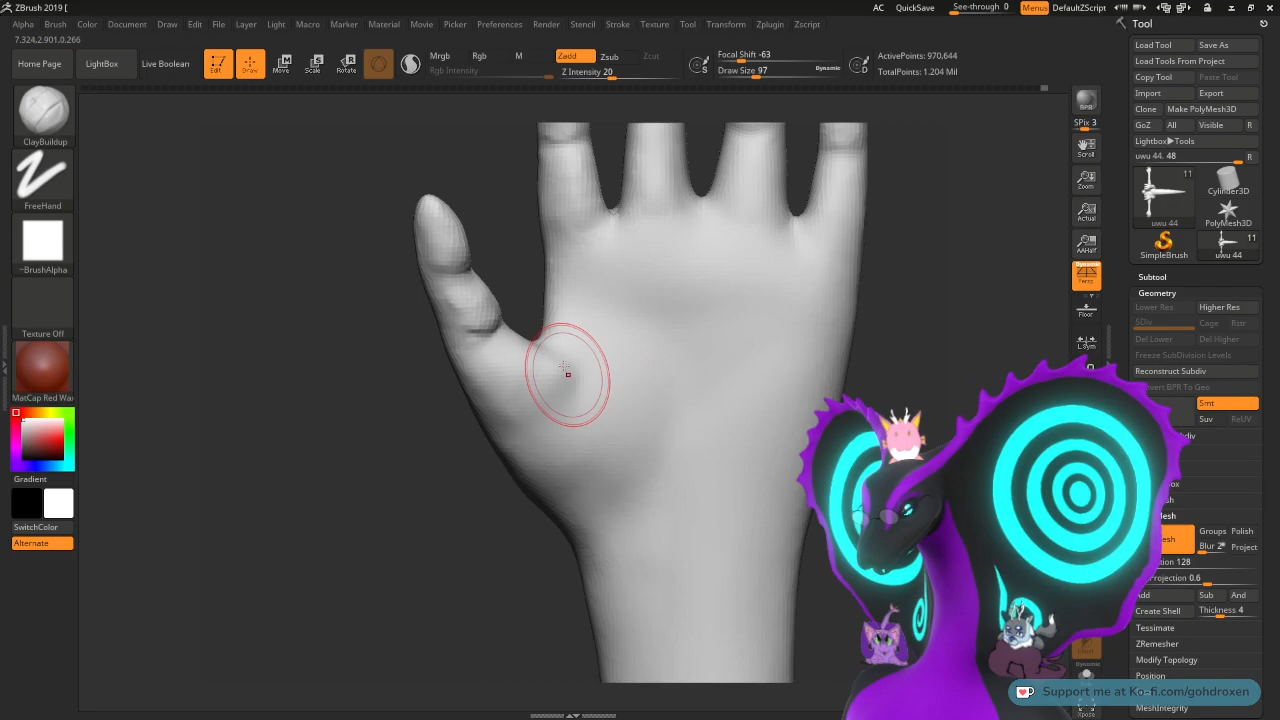 ZBrush 2019 [
AC QuickSave See-through 0 Menus DefaultZScript
Alpha Brush Color Document Draw Edit File Layer Light Macro Marker Material Movie Picker Preferences Render Stencil Stroke Texture Tool Transform Zplugin Zscript
7.324,2.901,0.266
Home Page LightBox Live Boolean
Edit Draw Move Scale Rotate
Mrgb Rgb M
Rgb Intensity
Zadd Zsub Zcut
Z Intensity 20
Focal Shift -63
Draw Size 97 Dynamic
S D
ActivePoints: 970,644
TotalPoints: 1.204 Mil
ClayBuildup
FreeHand
~BrushAlpha
Texture Off
MatCap Red Wax
Gradient
SwitchColor
Alternate
BPR
SPix 3
Scroll
Zoom
Actual
AAHalf
Dynamic
Persp
Floor
L.Sym
Dynamic
Xpose
Tool
Load Tool Save As
Load Tools From Project
Copy Tool Paste Tool
Import Export
Clone Make PolyMesh3D
GoZ All Visible R
Lightbox▶Tools
uwu 44. 48 R
11
Cylinder3D
uwu 44 PolyMesh3D
11
SimpleBrush uwu 44
Subtool
Geometry
Lower Res Higher Res
SDiv Cage Rstr
Del Lower Del Higher
Freeze SubDivision Levels
Reconstruct Subdiv
Convert BPR To Geo
Smt
Suv ReUV
Groups Polish
Blur 2 Project
128
Projection 0.6
Add Sub And
Create Shell Thickness 4
Tessimate
ZRemesher
Modify Topology
Position
MeshIntegrity
Support me at Ko-fi.com/gohdroxen